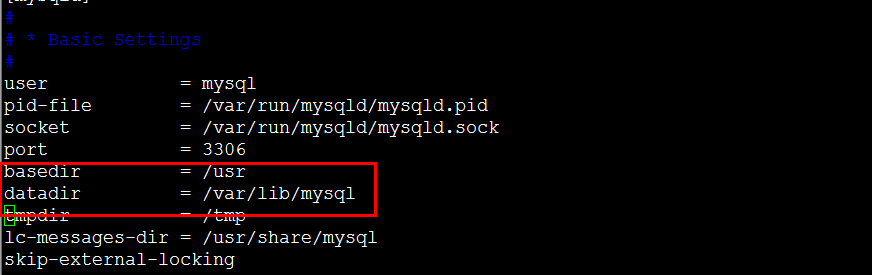 [mysqld]
#
# * Basic Settings
#
user = mysql
pid-file = /var/run/mysqld/mysqld.pid
socket = /var/run/mysqld/mysqld.sock
port = 3306
basedir = /usr
datadir = /var/lib/mysql
tmpdir = /tmp
lc-messages-dir = /usr/share/mysql
skip-external-locking